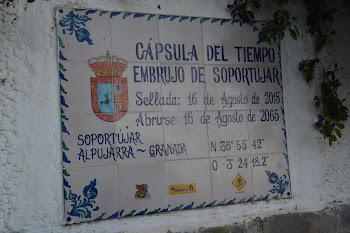 CÁPSULA DEL TIEMPO
EMBRUJO DE SOPORTÚJAR
Sellada: 16 de Agosto de 2015
Abrirse: 16 de Agosto de 2065
SOPORTÚJAR
ALPUJARRA ~ GRANADA
N 36° 55' 42"
O 3° 24' 18.2"